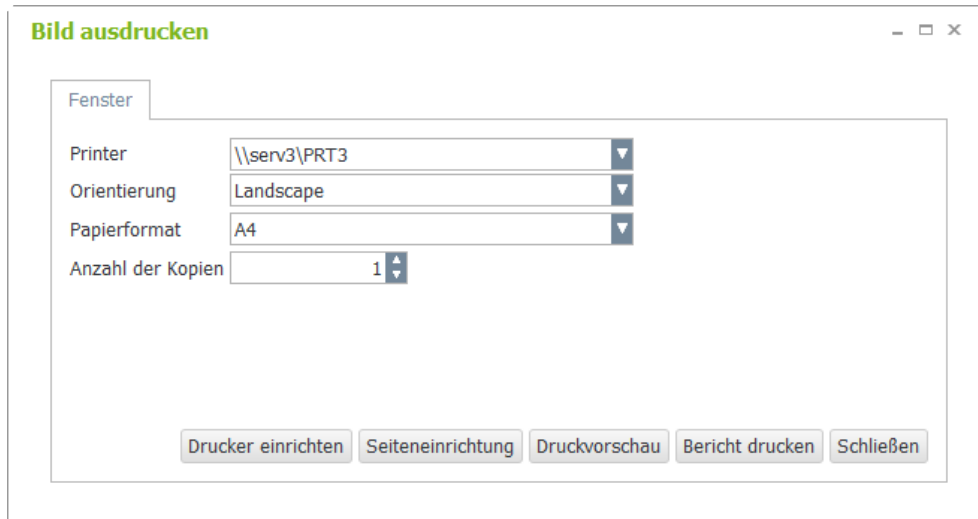 Bild ausdrucken
Fenster
Printer \\serv3\PRT3
Orientierung Landscape
Papierformat A4
Anzahl der Kopien 1
Drucker einrichten Seiteneinrichtung Druckvorschau Bericht drucken Schließen